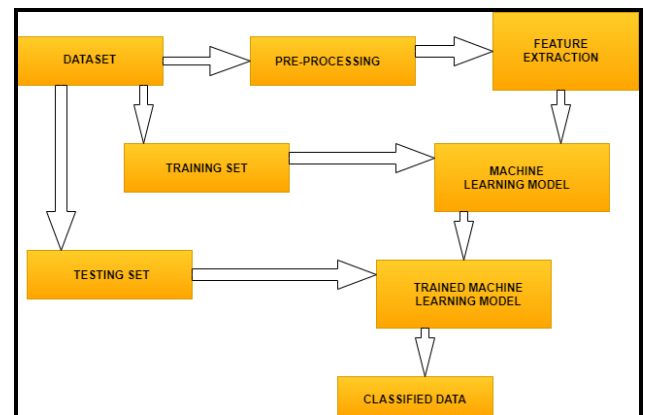 DATASET
PRE-PROCESSING
FEATURE
EXTRACTION
TRAINING SET
MACHINE
LEARNING MODEL
TESTING SET
TRAINED MACHINE
LEARNING MODEL
CLASSIFIED DATA